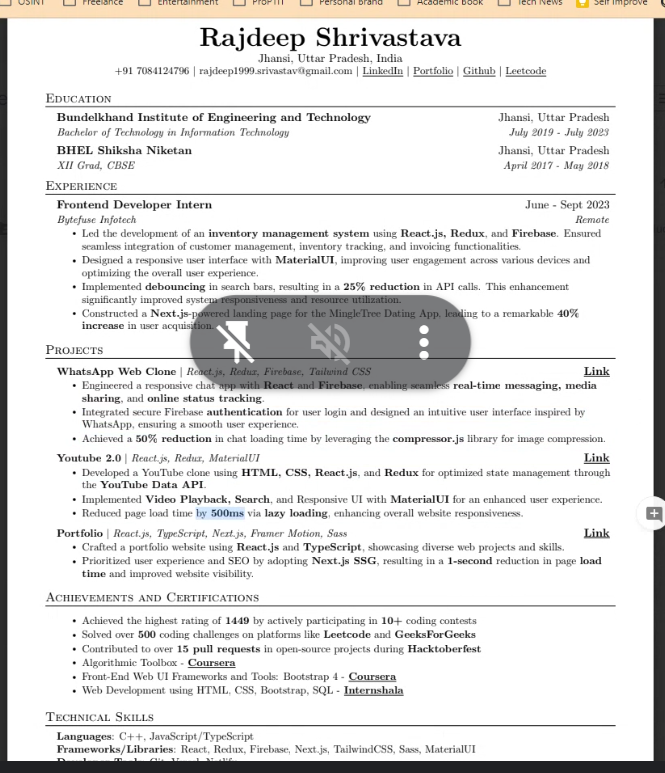 OSINT Freelance Entertainment Personal Brand Academic Book Tech News Self Improve
Rajdeep Shrivastava
Jhansi, Uttar Pradesh, India
+91 7084124796 | rajdeep1999.srivastav@gmail.com | LinkedIn | Portfolio | Github | Leetcode
EDUCATION
Bundelkhand Institute of Engineering and Technology Jhansi, Uttar Pradesh
Bachelor of Technology in Information Technology July 2019 - July 2023
BHEL Shiksha Niketan Jhansi, Uttar Pradesh
XII Grad, CBSE April 2017 - May 2018
EXPERIENCE
Frontend Developer Intern June - Sept 2023
Bytefuse Infotech Remote
• Led the development of an inventory management system using React.js, Redux, and Firebase. Ensured
seamless integration of customer management, inventory tracking, and invoicing functionalities.
• Designed a responsive user interface with MaterialUI, improving user engagement across various devices and
optimizing the overall user experience.
• Implemented debouncing in search bars, resulting in a 25% reduction in API calls. This enhancement
significantly improved system responsiveness and resource utilization.
• Constructed a Next.js-powered landing page for the MingleTree Dating App, leading to a remarkable 40%
increase in user acquisition.
PROJECTS
WhatsApp Web Clone | React.js, Redux, Firebase, Tailwind CSS Link
• Engineered a responsive chat app with React and Firebase, enabling seamless real-time messaging, media
sharing, and online status tracking.
• Integrated secure Firebase authentication for user login and designed an intuitive user interface inspired by
WhatsApp, ensuring a smooth user experience.
• Achieved a 50% reduction in chat loading time by leveraging the compressor.js library for image compression.
Youtube 2.0 | React.js, Redux, MaterialUI Link
• Developed a YouTube clone using HTML, CSS, React.js, and Redux for optimized state management through
the YouTube Data API.
• Implemented Video Playback, Search, and Responsive UI with MaterialUI for an enhanced user experience.
• Reduced page load time by 500ms via lazy loading, enhancing overall website responsiveness.
Portfolio | React.js, TypeScript, Next.js, Framer Motion, Sass Link
• Crafted a portfolio website using React.js and TypeScript, showcasing diverse web projects and skills.
• Prioritized user experience and SEO by adopting Next.js SSG, resulting in a 1-second reduction in page load
time and improved website visibility.
ACHIEVEMENTS AND CERTIFICATIONS
• Achieved the highest rating of 1449 by actively participating in 10+ coding contests
• Solved over 500 coding challenges on platforms like Leetcode and GeeksForGeeks
• Contributed to over 15 pull requests in open-source projects during Hacktoberfest
• Algorithmic Toolbox - Coursera
• Front-End Web UI Frameworks and Tools: Bootstrap 4 - Coursera
• Web Development using HTML, CSS, Bootstrap, SQL - Internshala
TECHNICAL SKILLS
Languages: C++, JavaScript/TypeScript
Frameworks/Libraries: React, Redux, Firebase, Next.js, TailwindCSS, Sass, MaterialUI